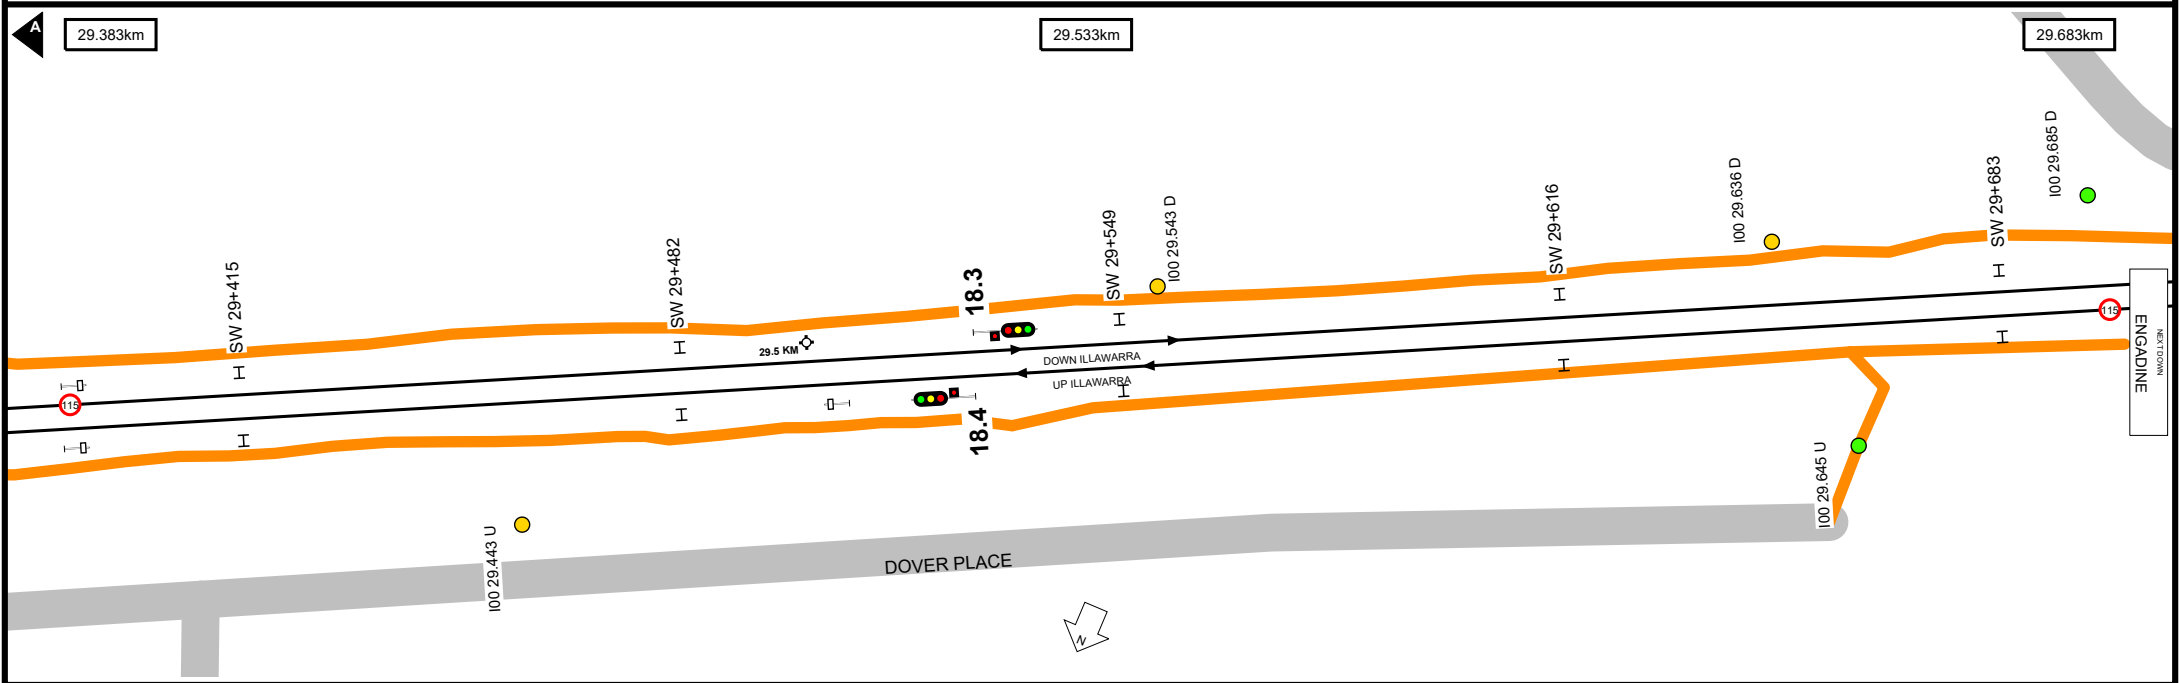 A
29.383km
29.533km
29.683km
SW 29+415
SW 29+482
29.5 KM
18.3
SW 29+549
I00 29.543 D
SW 29+616
I00 29.636 D
SW 29+683
I00 29.685 D
115
DOWN ILLAWARRA
UP ILLAWARRA
115
ENGADINE
NEXT DOWN
18.4
I00 29.443 U
I00 29.645 U
DOVER PLACE
N